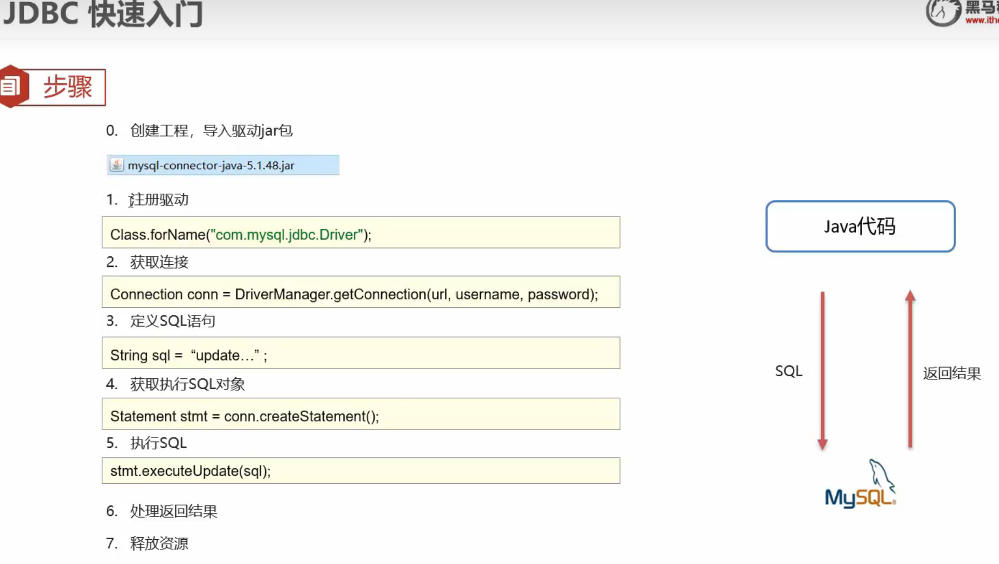 JDBC 快速入门
黑马
www.ithe
步骤
0. 创建工程，导入驱动jar包
mysql-connector-java-5.1.48.jar
1. 注册驱动
Class.forName("com.mysql.jdbc.Driver");
2. 获取连接
Connection conn = DriverManager.getConnection(url, username, password);
3. 定义SQL语句
String sql = “update…” ;
4. 获取执行SQL对象
Statement stmt = conn.createStatement();
5. 执行SQL
stmt.executeUpdate(sql);
6. 处理返回结果
7. 释放资源
Java代码
SQL
返回结果
MySQL®